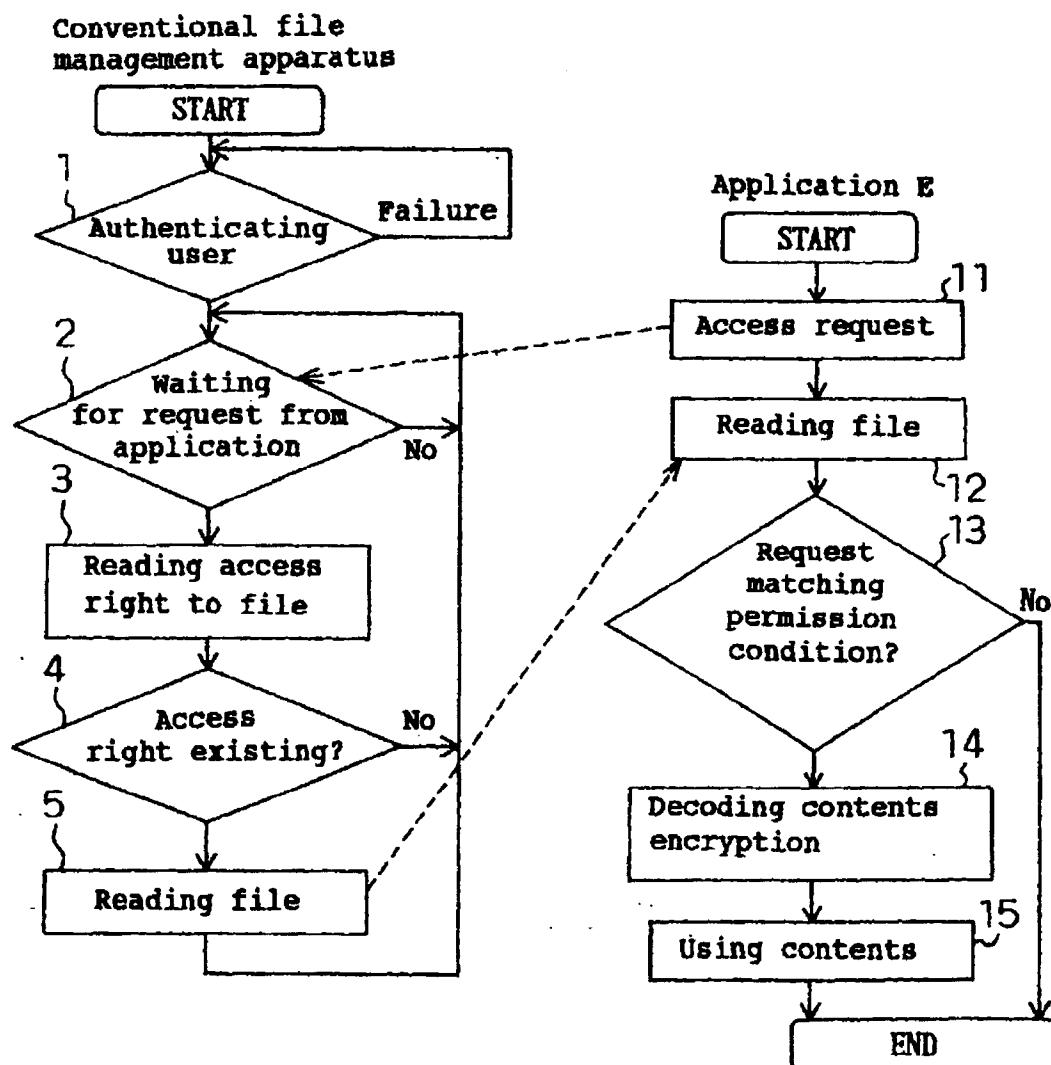 Conventional file
management apparatus
START
1
Authenticating
user
Failure
2
Waiting
for request from
application
No
3
Reading access
right to file
4
Access
right existing?
No
5
Reading file
Application E
START
11
Access request
Reading file
12
13
Request
matching
permission
condition?
No
14
Decoding contents
encryption
15
Using contents
END